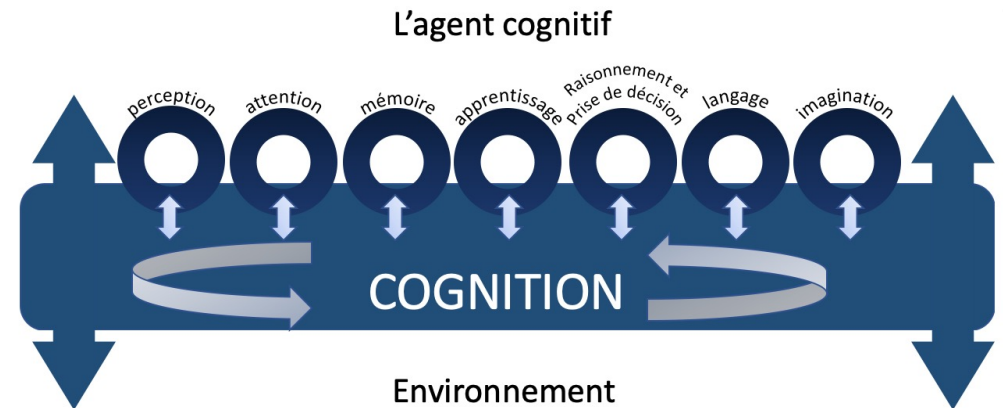 L'agent cognitif
perception
attention
mémoire
apprentissage
Raisonnement et
Prise de décision
langage
imagination
COGNITION
Environnement